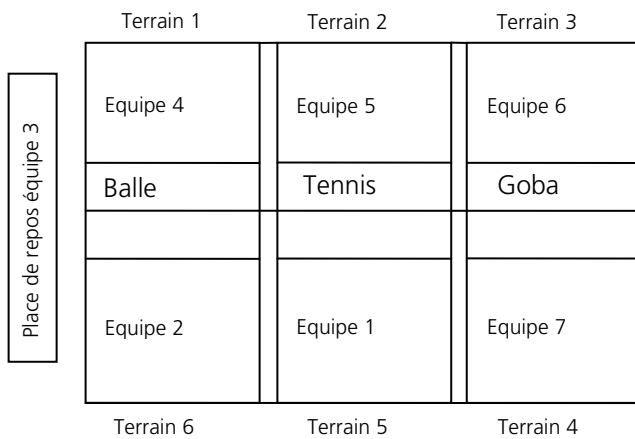 Terrain 1 Terrain 2 Terrain 3
Place de repos équipe 3
Equipe 4 Equipe 5 Equipe 6
Balle Tennis Goba
Equipe 2 Equipe 1 Equipe 7
Terrain 6 Terrain 5 Terrain 4